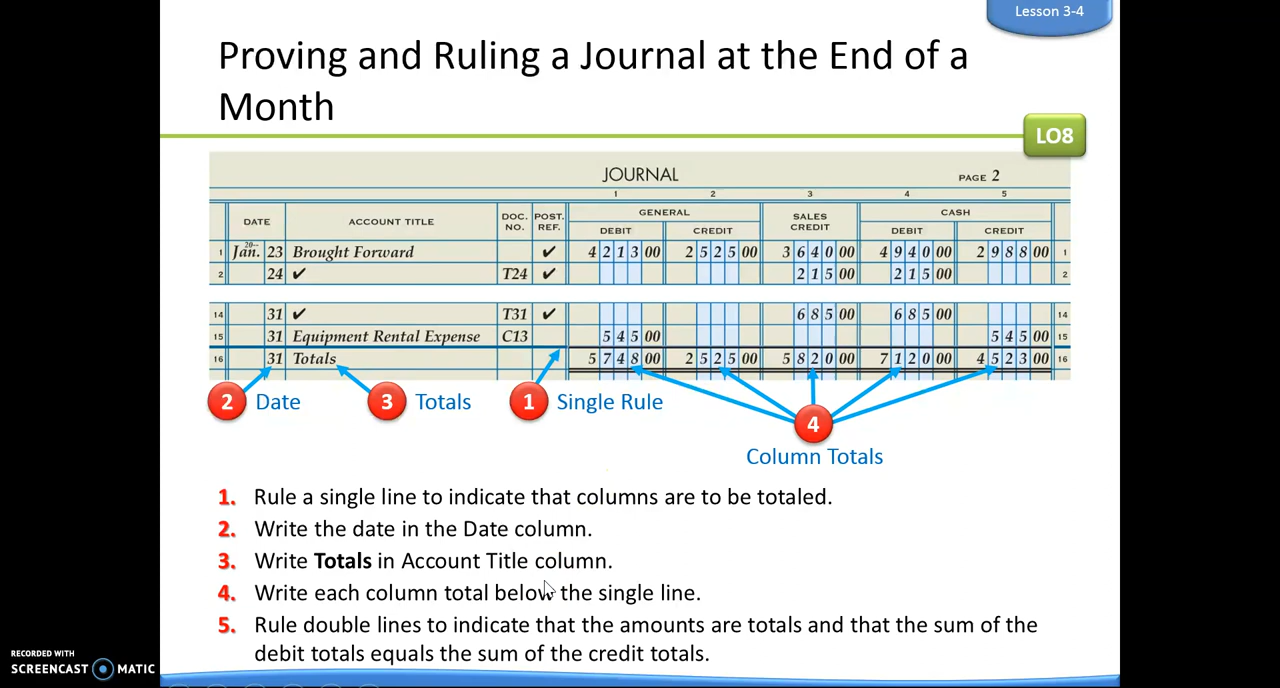 Lesson 3-4
Proving and Ruling a Journal at the End of a
Month
LO8
JOURNAL PAGE 2
1 2 3 4 5
DATE ACCOUNT TITLE DOC. NO. POST. REF. GENERAL DEBIT CREDIT SALES CREDIT CASH DEBIT CREDIT
1 20-- Jan. 23 Brought Forward ✔ 4 2 1 3 00 2 5 2 5 00 3 6 4 0 00 4 9 4 0 00 2 9 8 8 00 1
2 24 ✔ T24 ✔ 2 1 5 00 2 1 5 00 2
14 31 ✔ T31 ✔ 6 8 5 00 6 8 5 00 14
15 31 Equipment Rental Expense C13 5 4 5 00 5 4 5 00 15
16 31 Totals 5 7 4 8 00 2 5 2 5 00 5 8 2 0 00 7 1 2 0 00 4 5 2 3 00 16
2 Date 3 Totals 1 Single Rule 4
Column Totals
1. Rule a single line to indicate that columns are to be totaled.
2. Write the date in the Date column.
3. Write Totals in Account Title column.
4. Write each column total below the single line.
5. Rule double lines to indicate that the amounts are totals and that the sum of the
debit totals equals the sum of the credit totals.
RECORDED WITH
SCREENCAST MATIC